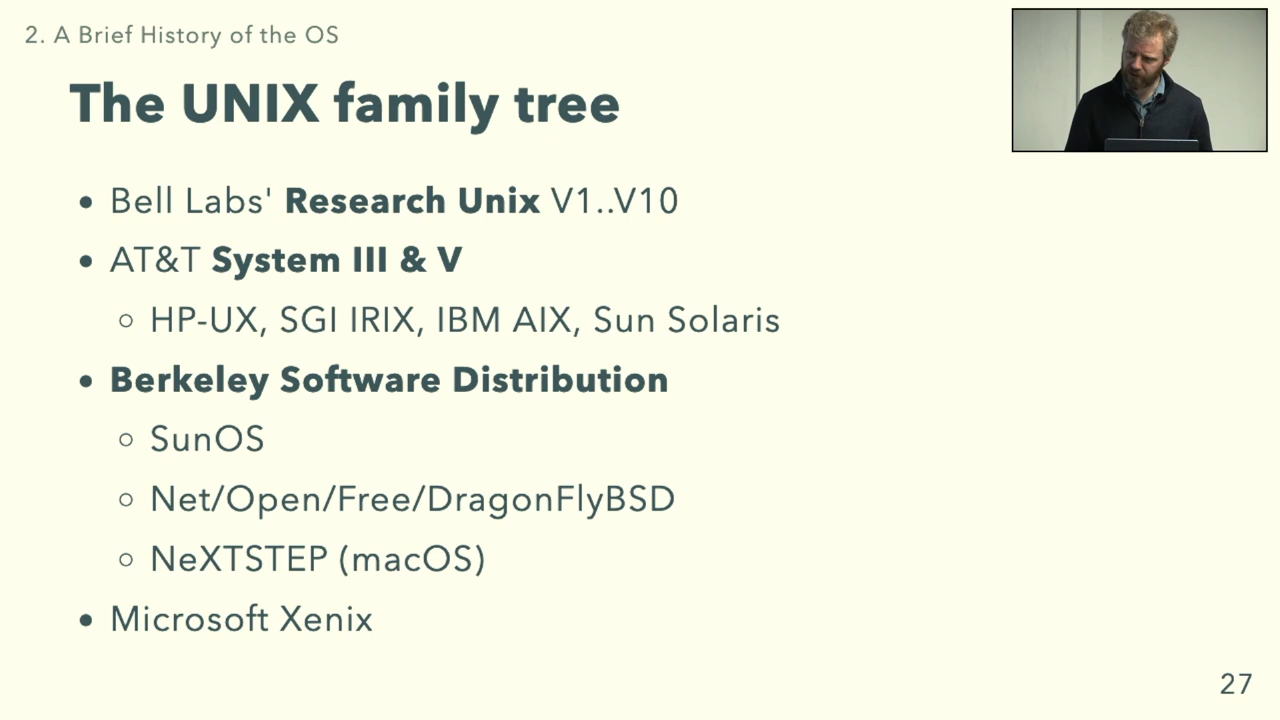 2. A Brief History of the OS
The UNIX family tree
• Bell Labs' Research Unix V1..V10
• AT&T System III & V
○ HP-UX, SGI IRIX, IBM AIX, Sun Solaris
• Berkeley Software Distribution
○ SunOS
○ Net/Open/Free/DragonFlyBSD
○ NeXTSTEP (macOS)
• Microsoft Xenix
27